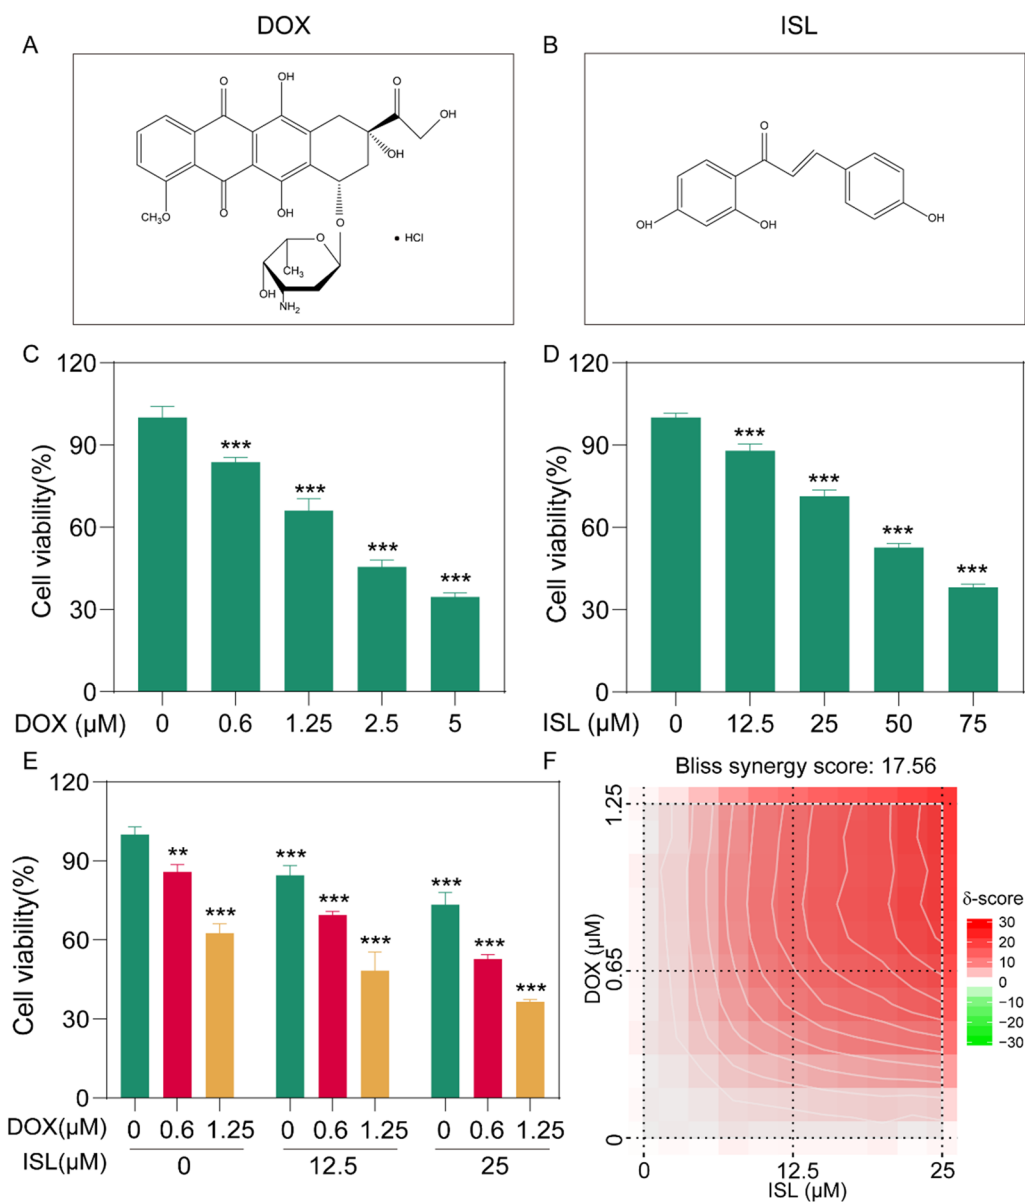 DOX
ISL
A
B
O
OH
O
OH
OH
O
OH
O
CH₃
O
OH
O
O
CH₃
OH
NH₂
• HCl
O
OH
OH
OH
C
120
90
60
30
0
Cell viability(%)
***
***
***
***
DOX (μM)
0
0.6
1.25
2.5
5
D
120
90
60
30
0
Cell viability(%)
***
***
***
***
ISL (μM)
0
12.5
25
50
75
E
120
90
60
30
0
Cell viability(%)
**
***
***
***
***
***
***
***
DOX(μM)
0 0.6 1.25 0 0.6 1.25 0 0.6 1.25
ISL(μM)
0
12.5
25
F
Bliss synergy score: 17.56
1.25
0.65
0
DOX (μM)
0
12.5
25
ISL (μM)
δ-score
30
20
10
0
−10
−20
−30